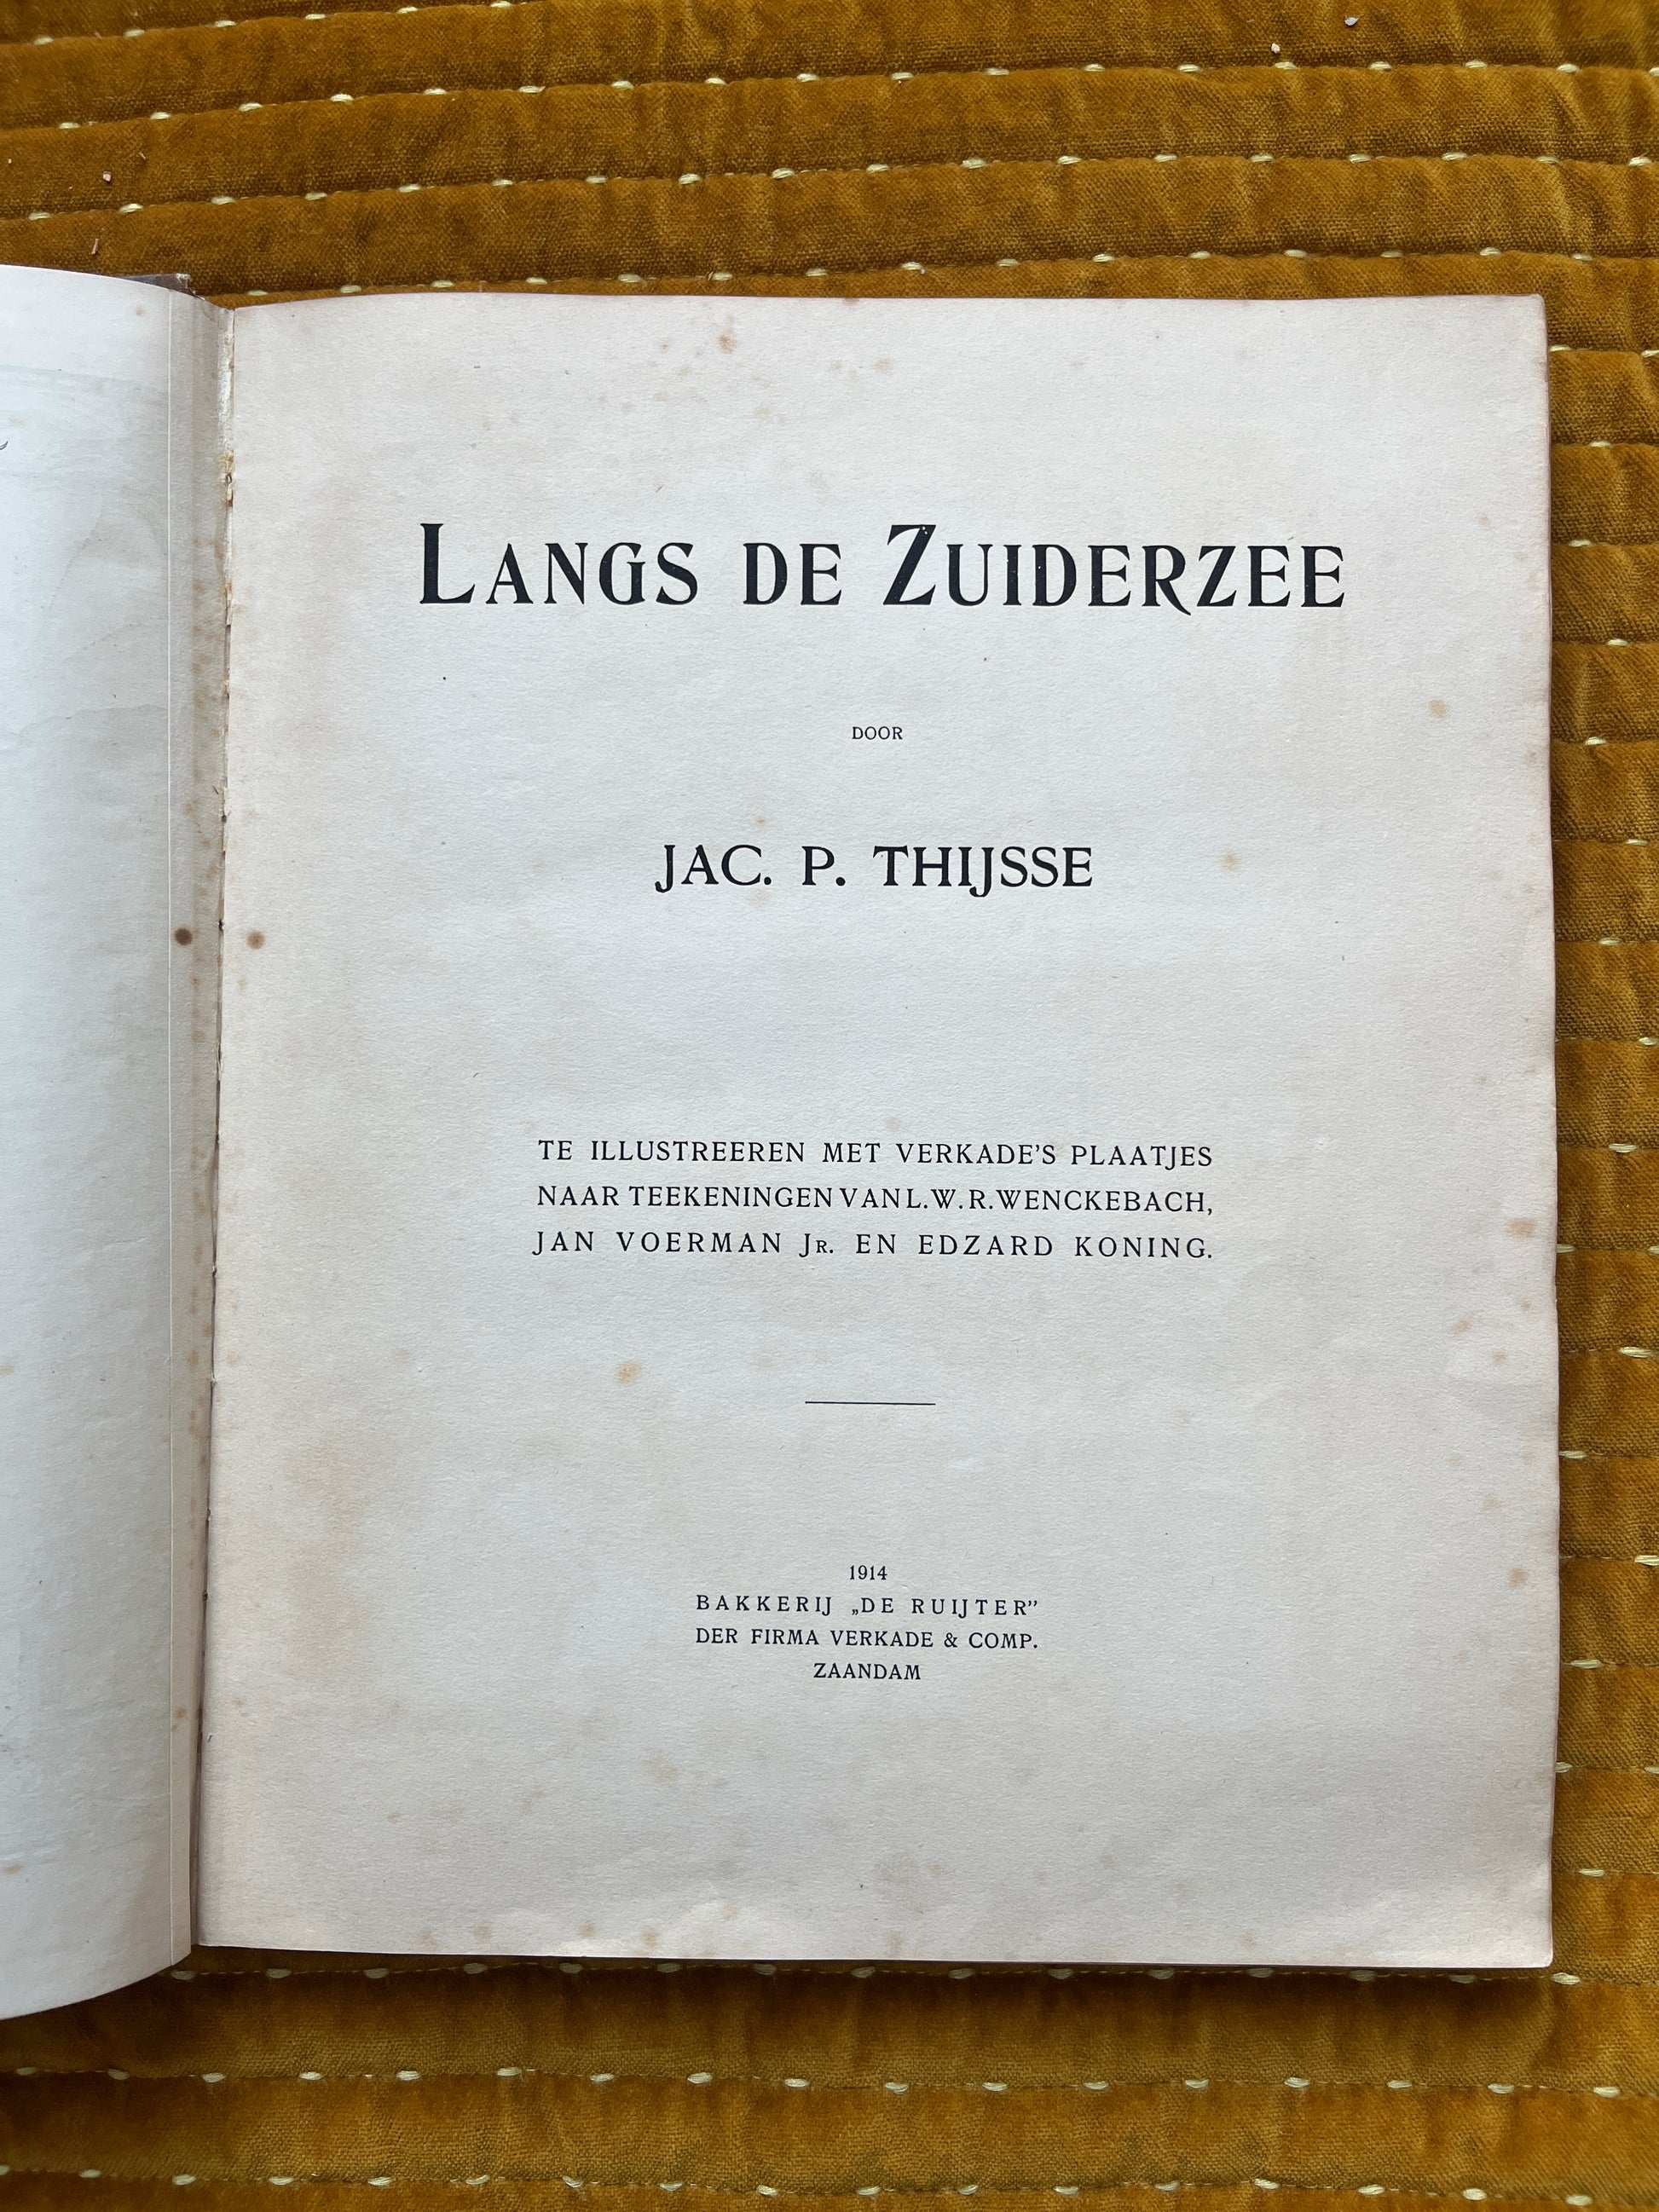 LANGS DE ZUIDERZEE
DOOR
JAC. P. THIJSSE
TE ILLUSTREEREN MET VERKADE'S PLAATJES
NAAR TEEKENINGEN VAN L. W. R. WENCKEBACH,
JAN VOERMAN JR. EN EDZARD KONING.
1914
BAKKERIJ „DE RUIJTER”
DER FIRMA VERKADE & COMP.
ZAANDAM